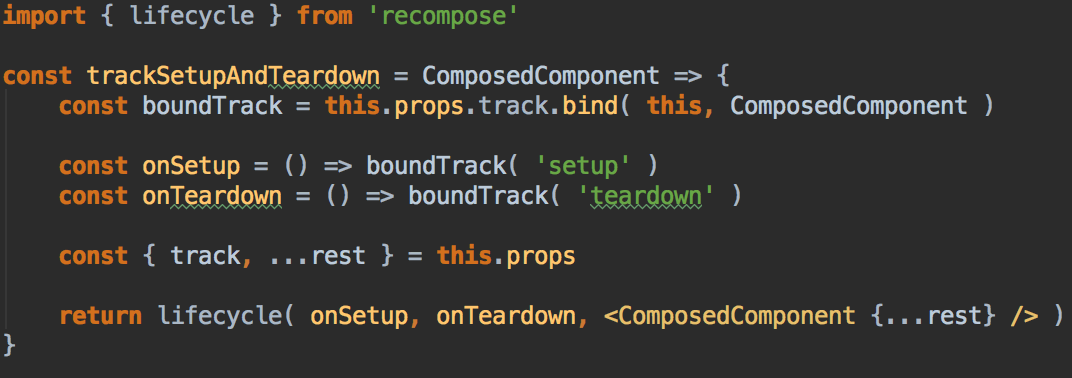 import { lifecycle } from 'recompose'
const trackSetupAndTeardown = ComposedComponent => {
    const boundTrack = this.props.track.bind( this, ComposedComponent )
    const onSetup = () => boundTrack( 'setup' )
    const onTeardown = () => boundTrack( 'teardown' )
    const { track, ...rest } = this.props
    return lifecycle( onSetup, onTeardown, <ComposedComponent {...rest} /> )
}